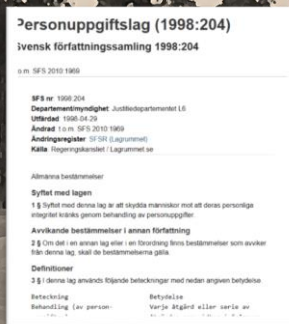 Personuppgiftslag (1998:204)
Svensk författningssamling 1998:204
t.o.m. SFS 2010:1969
SFS nr 1998:204
Departement/myndighet Justitiedepartementet L6
Utfärdad 1998-04-29
Ändrad t.o.m. SFS 2010:1969
Ändringsregister SFSR (Lagrummet)
Källa Regeringskansliet / Lagrummet.se
Allmänna bestämmelser
Syftet med lagen
1 § Syftet med denna lag är att skydda människor mot att deras personliga
integritet kränks genom behandling av personuppgifter.
Avvikande bestämmelser i annan författning
2 § Om det i en annan lag eller i en förordning finns bestämmelser som avviker
från denna lag, skall de bestämmelserna gälla.
Definitioner
3 § I denna lag används följande beteckningar med nedan angiven betydelse.
Beteckning Betydelse
Behandling (av person- Varje åtgärd eller serie av